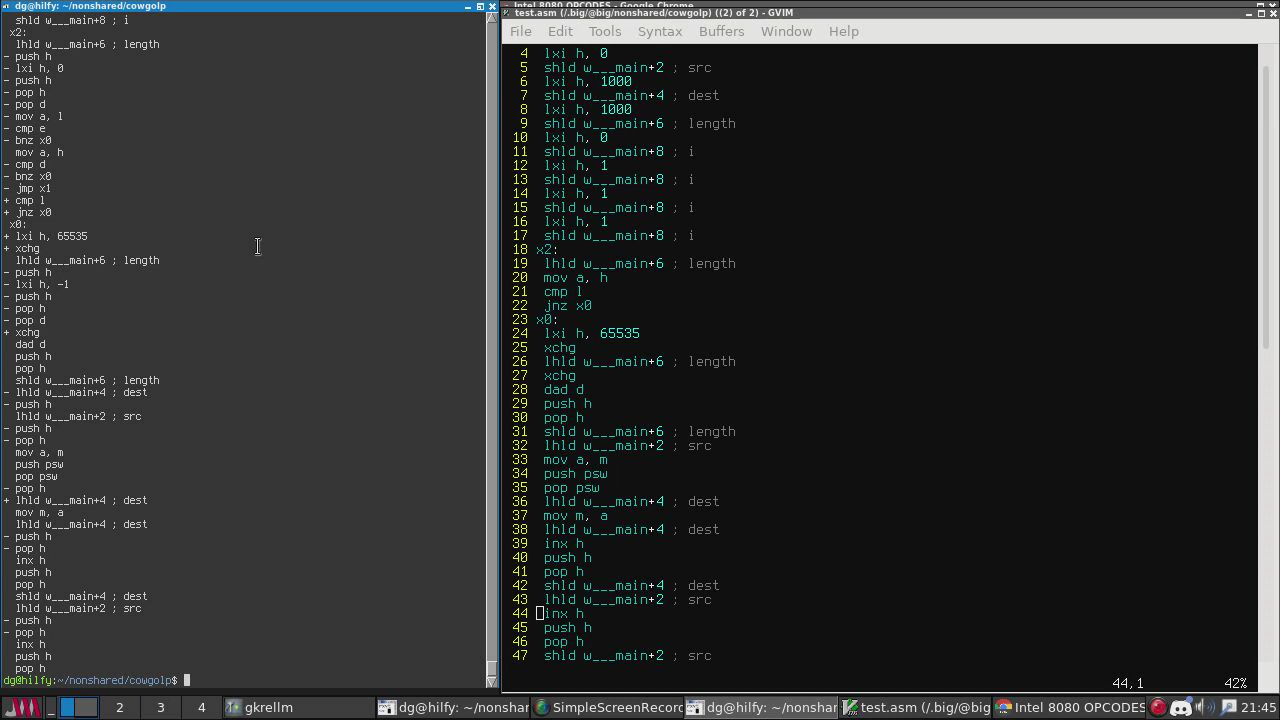 dg@hilfy: ~/nonshared/cowgolp
 shld w___main+8 ; i
x2:
 lhld w___main+6 ; length
- push h
- lxi h, 0
- push h
- pop h
- pop d
- mov a, l
- cmp e
- bnz x0
 mov a, h
- cmp d
- bnz x0
- jmp x1
+ cmp l
+ jnz x0
x0:
+ lxi h, 65535
+ xchg
 lhld w___main+6 ; length
- push h
- lxi h, -1
- push h
- pop h
- pop d
+ xchg
 dad d
 push h
 pop h
 shld w___main+6 ; length
- lhld w___main+4 ; dest
- push h
 lhld w___main+2 ; src
- push h
- pop h
 mov a, m
 push psw
 pop psw
- pop h
+ lhld w___main+4 ; dest
 mov m, a
 lhld w___main+4 ; dest
- push h
- pop h
 inx h
 push h
 pop h
 shld w___main+4 ; dest
 lhld w___main+2 ; src
- push h
- pop h
 inx h
 push h
 pop h
dg@hilfy:~/nonshared/cowgolp$
Intel 8080 OPCODES - Google Chrome
test.asm (/.big/@big/nonshared/cowgolp) ((2) of 2) - GVIM
File Edit Tools Syntax Buffers Window Help
4 lxi h, 0
5 shld w___main+2 ; src
6 lxi h, 1000
7 shld w___main+4 ; dest
8 lxi h, 1000
9 shld w___main+6 ; length
10 lxi h, 0
11 shld w___main+8 ; i
12 lxi h, 1
13 shld w___main+8 ; i
14 lxi h, 1
15 shld w___main+8 ; i
16 lxi h, 1
17 shld w___main+8 ; i
18 x2:
19 lhld w___main+6 ; length
20 mov a, h
21 cmp l
22 jnz x0
23 x0:
24 lxi h, 65535
25 xchg
26 lhld w___main+6 ; length
27 xchg
28 dad d
29 push h
30 pop h
31 shld w___main+6 ; length
32 lhld w___main+2 ; src
33 mov a, m
34 push psw
35 pop psw
36 lhld w___main+4 ; dest
37 mov m, a
38 lhld w___main+4 ; dest
39 inx h
40 push h
41 pop h
42 shld w___main+4 ; dest
43 lhld w___main+2 ; src
44 inx h
45 push h
46 pop h
47 shld w___main+2 ; src
44,1 42%
2 3 4 gkrellm dg@hilfy: ~/nonshar SimpleScreenRecord dg@hilfy: ~/nonshar test.asm (/.big/@big Intel 8080 OPCODES 21:45